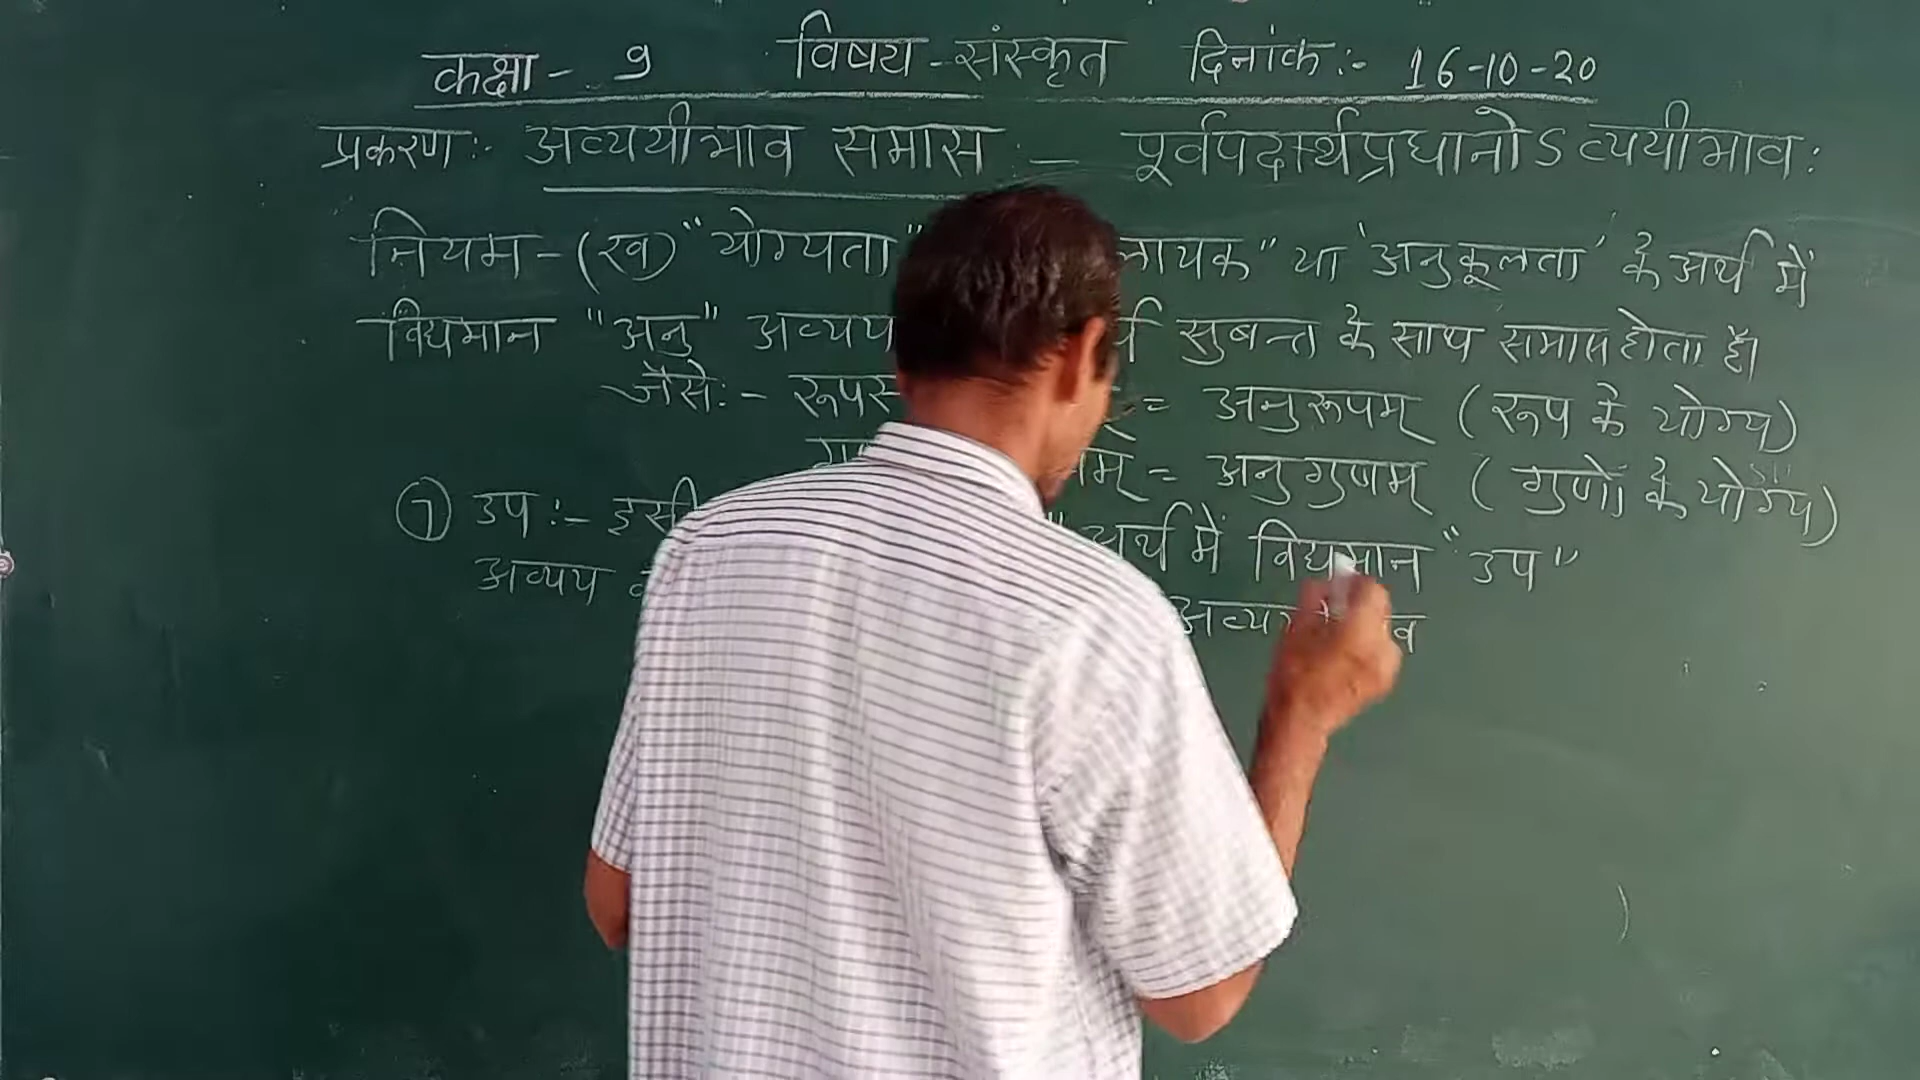 कक्षा - 9 विषय - संस्कृत दिनांक :- 16-10-20
प्रकरण :- अव्ययीभाव समास :- पूर्वपदार्थप्रधानोऽव्ययीभाव:
नियम - (ख) "योग्यता" लायक" या 'अनुकूलता' के अर्थ में
विद्यमान "अनु" अव्यय सुबन्त के साथ समास होता है।
जैसे :- = अनुरूपम् (रूप के योग्य)
= अनुगुणम् (गुणों के योग्य)
(7) उप :- इसी अर्थ में विद्यमान "उप"
अव्यय